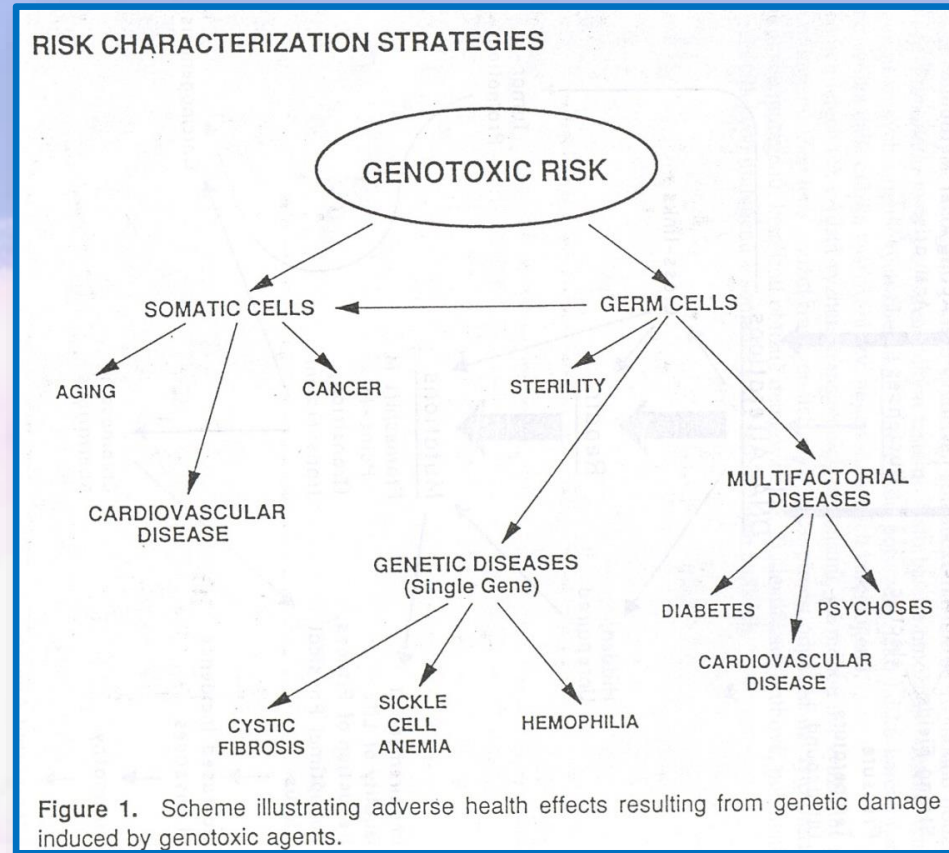 RISK CHARACTERIZATION STRATEGIES
GENOTOXIC RISK
SOMATIC CELLS
GERM CELLS
AGING
CANCER
STERILITY
CARDIOVASCULAR
DISEASE
MULTIFACTORIAL
DISEASES
GENETIC DISEASES
(Single Gene)
DIABETES
PSYCHOSES
CARDIOVASCULAR
DISEASE
CYSTIC
FIBROSIS
SICKLE
CELL
ANEMIA
HEMOPHILIA
Figure 1. Scheme illustrating adverse health effects resulting from genetic damage
induced by genotoxic agents.